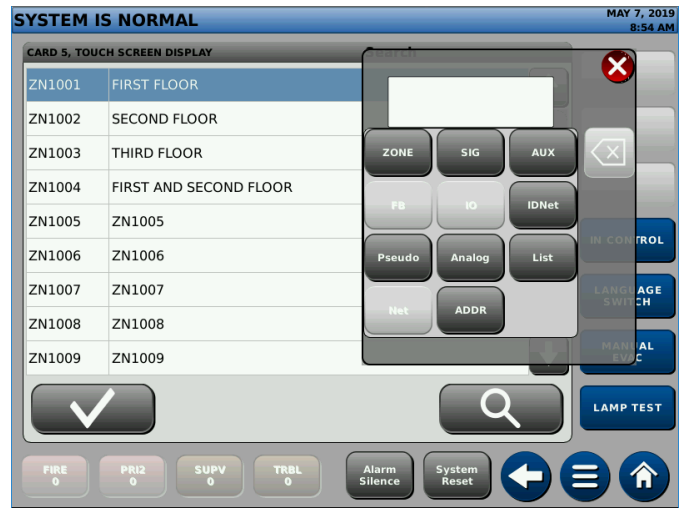 SYSTEM IS NORMAL
MAY 7, 2019
8:54 AM
CARD 5, TOUCH SCREEN DISPLAY
Search
ZN1001 FIRST FLOOR
ZN1002 SECOND FLOOR
ZN1003 THIRD FLOOR
ZN1004 FIRST AND SECOND FLOOR
ZN1005 ZN1005
ZN1006 ZN1006
ZN1007 ZN1007
ZN1008 ZN1008
ZN1009 ZN1009
ZONE SIG AUX
FB IO IDNet
Pseudo Analog List
Net ADDR
IN CONTROL
LANGUAGE
SWITCH
MANUAL
EVAC
LAMP TEST
FIRE
0
PRI2
0
SUPV
0
TRBL
0
Alarm
Silence
System
Reset